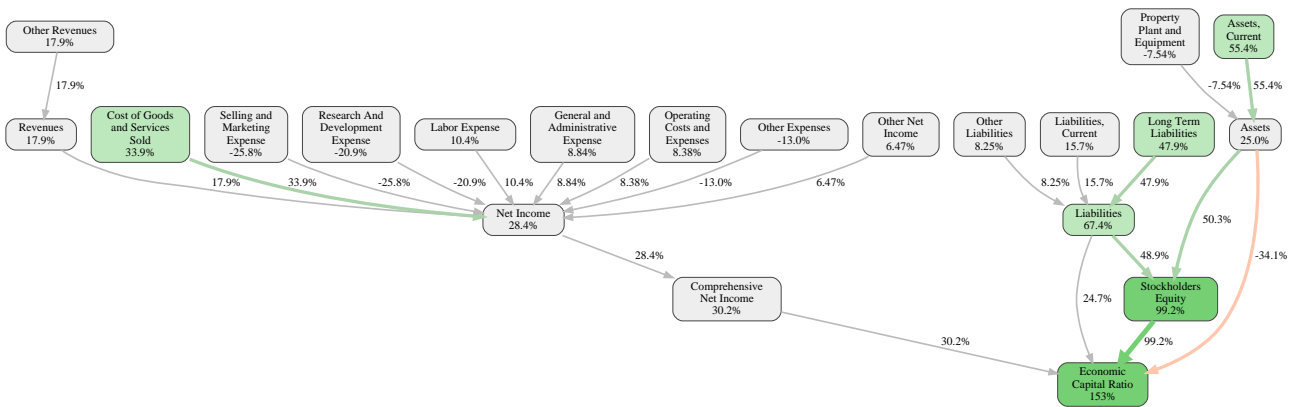 Other Revenues
17.9%
Property
Plant and
Equipment
-7.54%
Assets,
Current
55.4%
17.9%
-7.54%
55.4%
Revenues
17.9%
Cost of Goods
and Services
Sold
33.9%
Selling and
Marketing
Expense
-25.8%
Research And
Development
Expense
-20.9%
Labor Expense
10.4%
General and
Administrative
Expense
8.84%
Operating
Costs and
Expenses
8.38%
Other Expenses
-13.0%
Other Net
Income
6.47%
Other
Liabilities
8.25%
Liabilities,
Current
15.7%
Long Term
Liabilities
47.9%
Assets
25.0%
17.9%
33.9%
-25.8%
-20.9%
10.4%
8.84%
8.38%
-13.0%
6.47%
8.25%
15.7%
47.9%
Net Income
28.4%
Liabilities
67.4%
50.3%
28.4%
48.9%
-34.1%
Comprehensive
Net Income
30.2%
24.7%
Stockholders
Equity
99.2%
30.2%
99.2%
Economic
Capital Ratio
153%